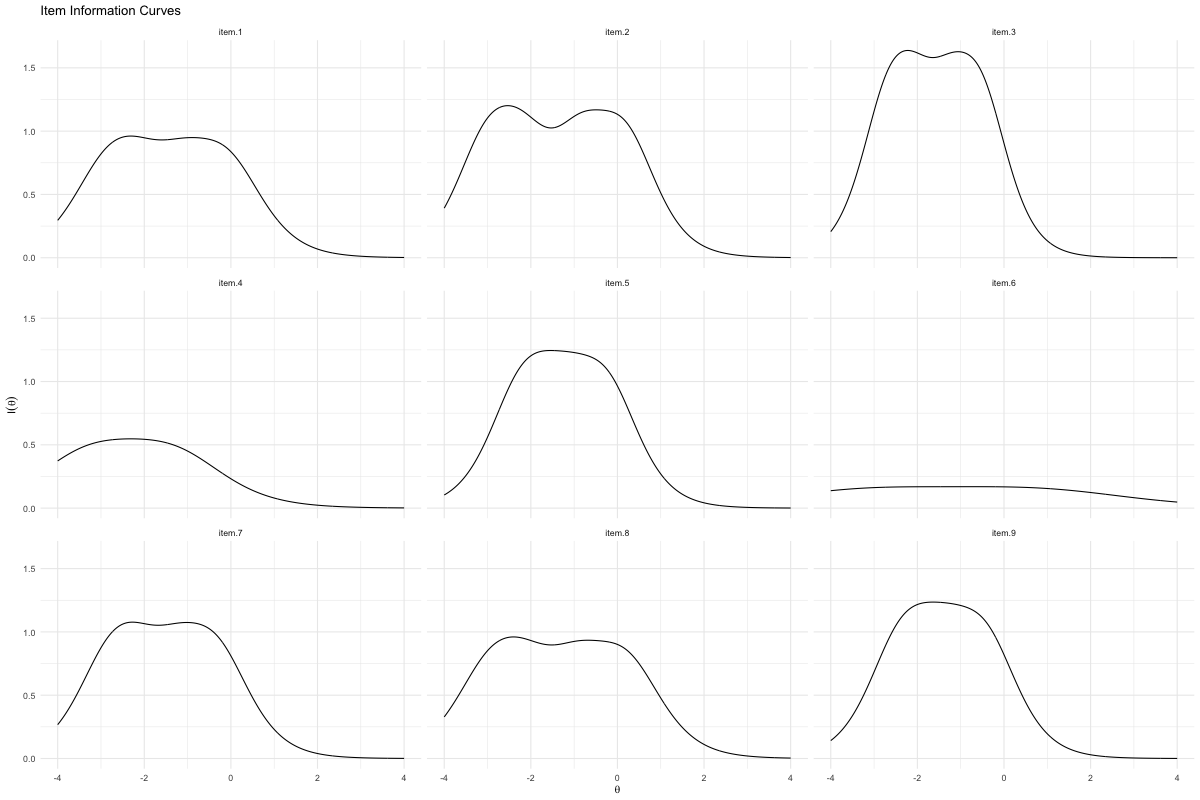 Item Information Curves
item.1
item.2
item.3
1.5
1.0
0.5
0.0
item.4
item.5
item.6
1.5
1.0
0.5
0.0
I(θ)
item.7
item.8
item.9
1.5
1.0
0.5
0.0
-4 -2 0 2 4
-4 -2 0 2 4
-4 -2 0 2 4
θ